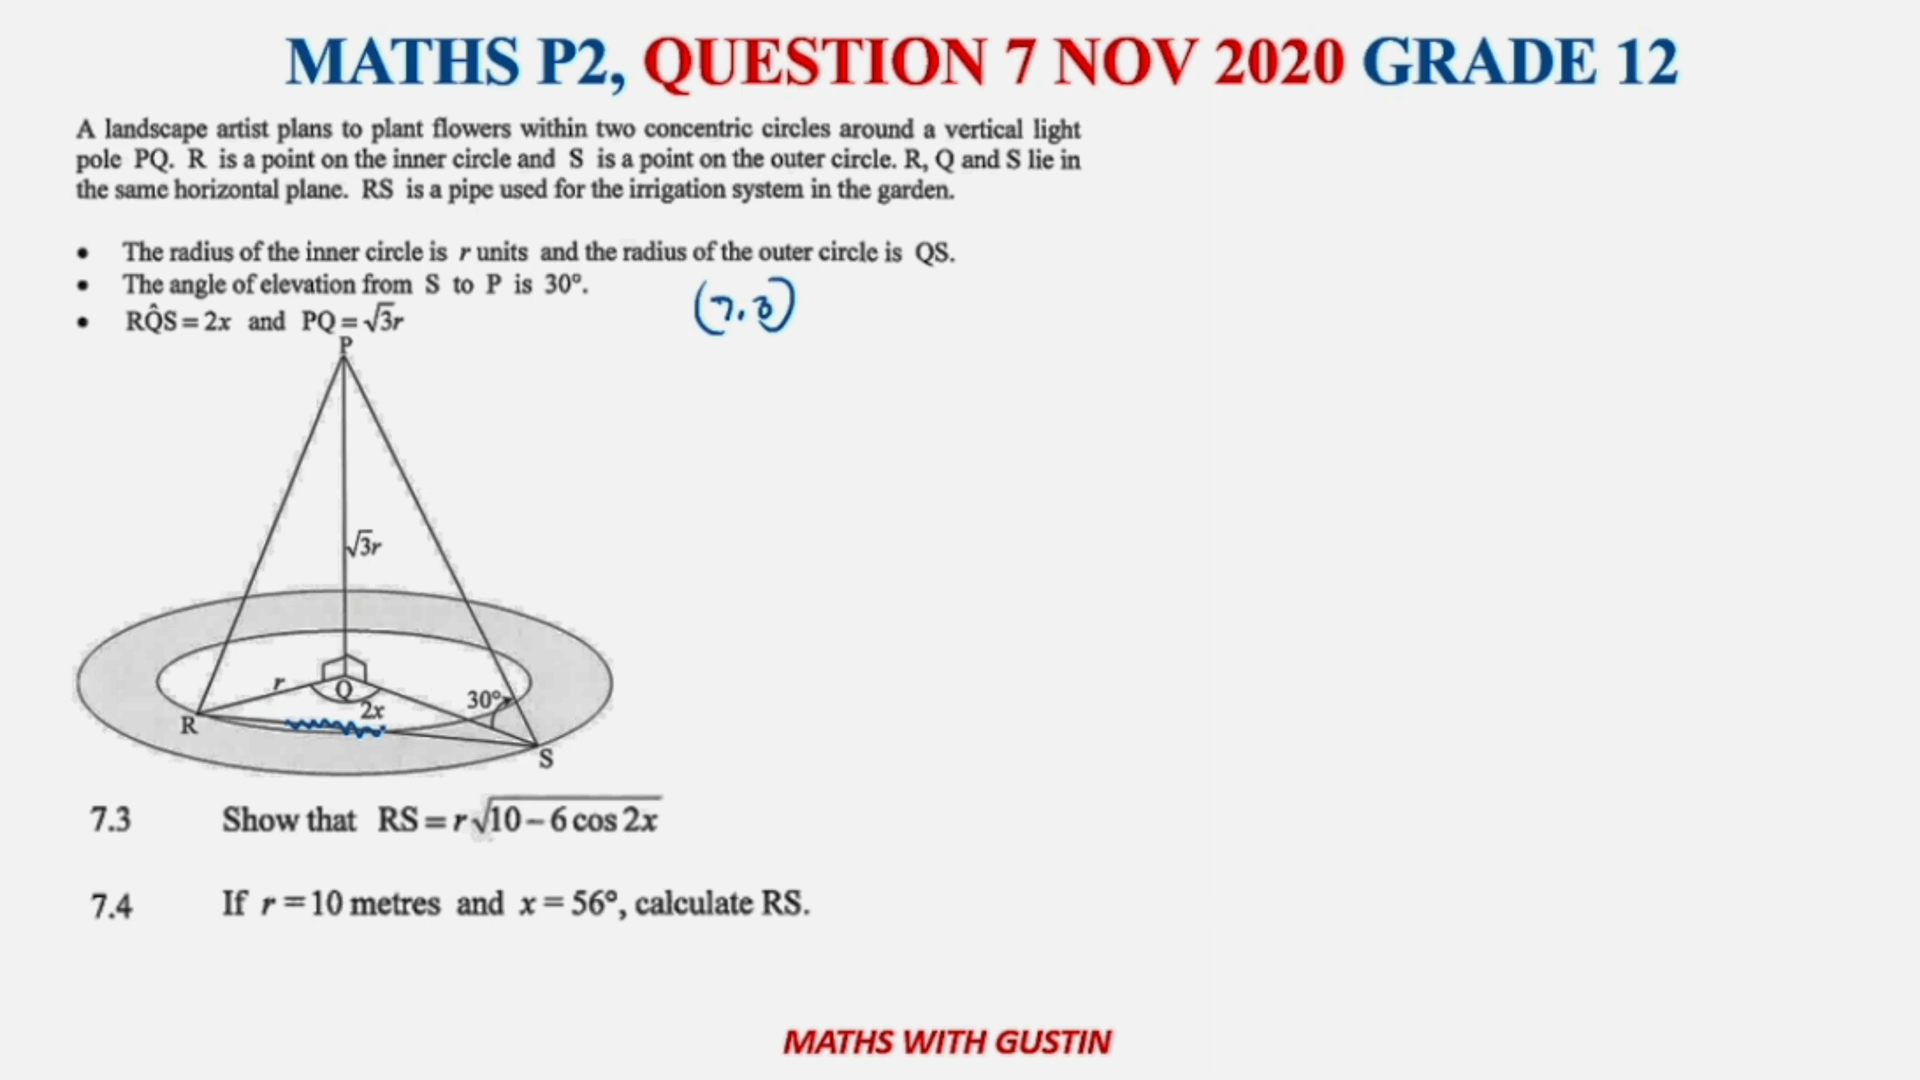 MATHS P2, QUESTION 7 NOV 2020 GRADE 12
A landscape artist plans to plant flowers within two concentric circles around a vertical light
pole PQ. R is a point on the inner circle and S is a point on the outer circle. R, Q and S lie in
the same horizontal plane. RS is a pipe used for the irrigation system in the garden.
• The radius of the inner circle is r units and the radius of the outer circle is QS.
• The angle of elevation from S to P is 30°.
• RQ̂S = 2x and PQ = √3r
(7.3)
P
√3r
r
Q
2x
30°
R
S
7.3 Show that RS = r√10 – 6 cos 2x
7.4 If r = 10 metres and x = 56°, calculate RS.
MATHS WITH GUSTIN